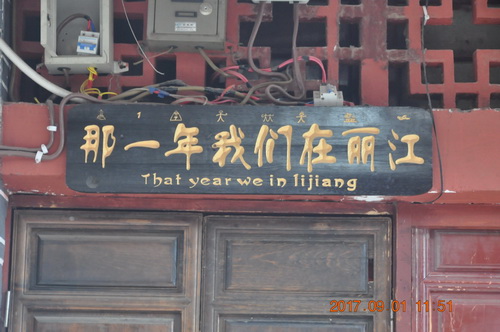 那一年我们在丽江
That year we in lijiang
2017.09.01 11:51